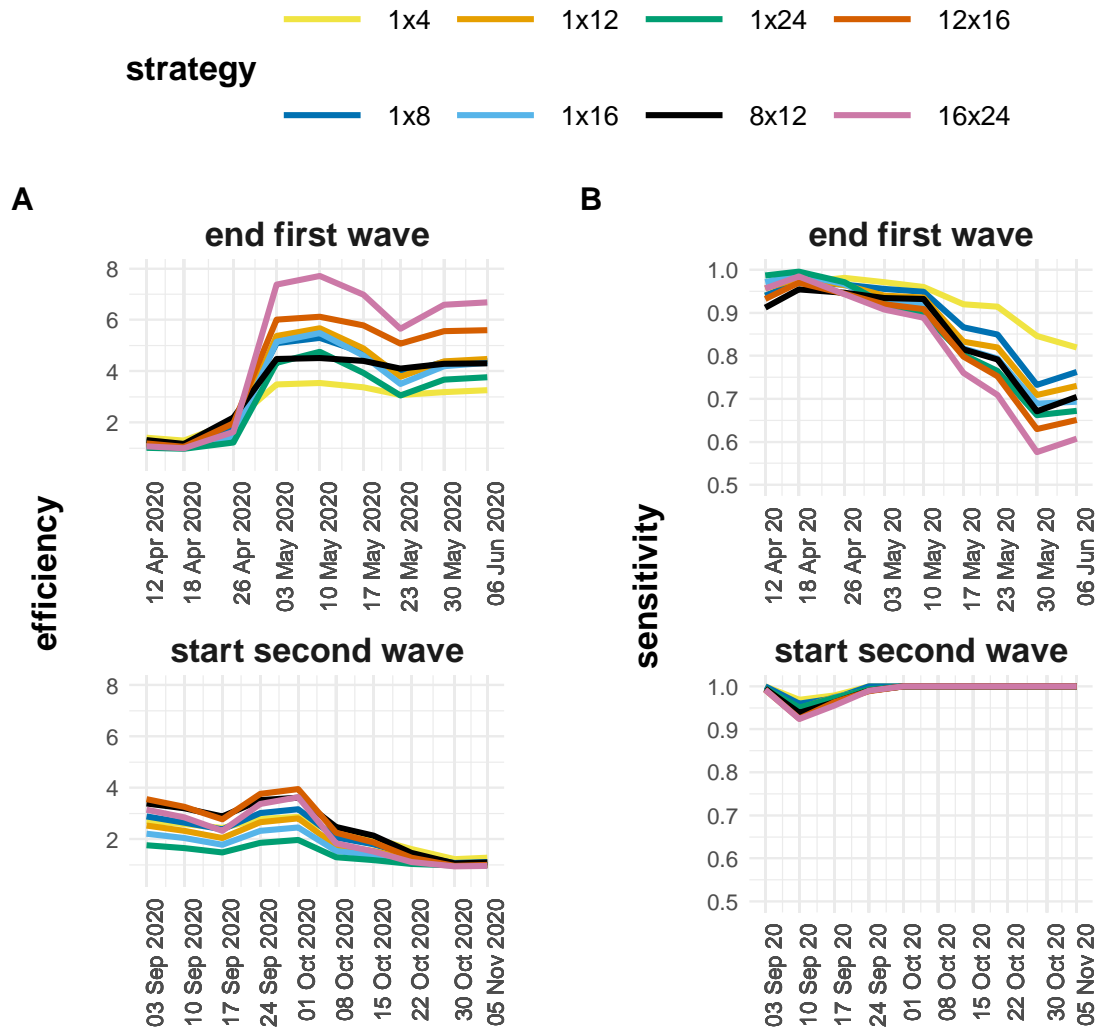 1x4 1x12 1x24 12x16
strategy
1x8 1x16 8x12 16x24
A
end first wave
8
6
4
2
12 Apr 2020
18 Apr 2020
26 Apr 2020
03 May 2020
10 May 2020
17 May 2020
23 May 2020
30 May 2020
06 Jun 2020
efficiency
start second wave
8
6
4
2
03 Sep 2020
10 Sep 2020
17 Sep 2020
24 Sep 2020
01 Oct 2020
08 Oct 2020
15 Oct 2020
22 Oct 2020
30 Oct 2020
05 Nov 2020
B
end first wave
1.0
0.9
0.8
0.7
0.6
0.5
12 Apr 20
18 Apr 20
26 Apr 20
03 May 20
10 May 20
17 May 20
23 May 20
30 May 20
06 Jun 20
sensitivity
start second wave
1.0
0.9
0.8
0.7
0.6
0.5
03 Sep 20
10 Sep 20
17 Sep 20
24 Sep 20
01 Oct 20
08 Oct 20
15 Oct 20
22 Oct 20
30 Oct 20
05 Nov 20